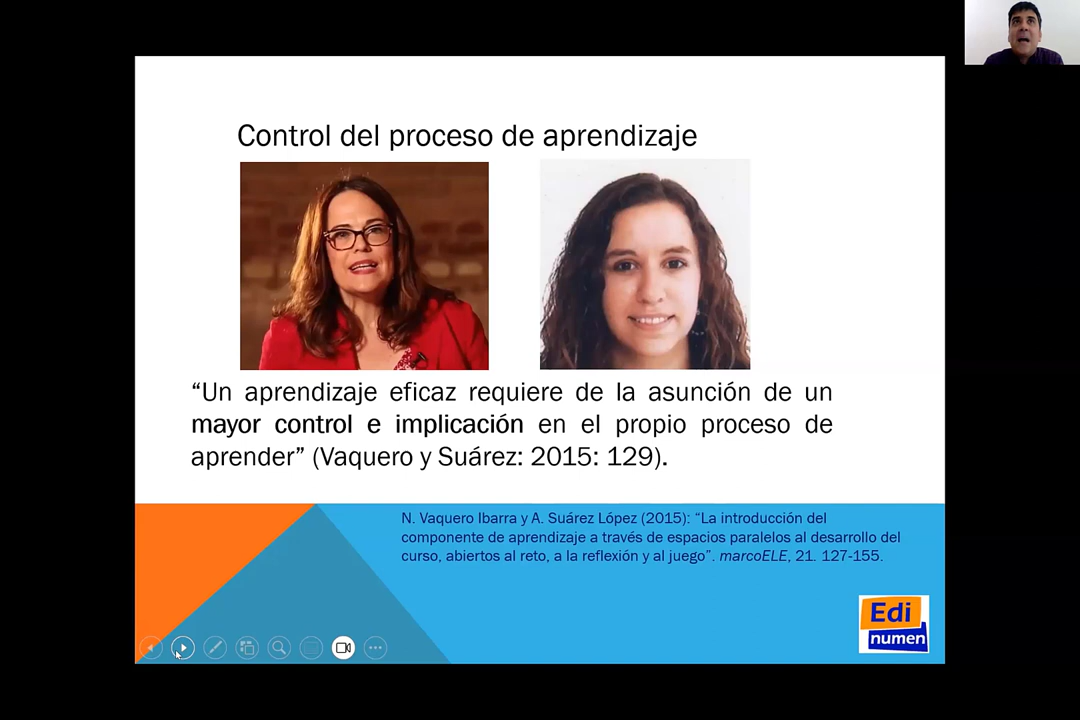 Control del proceso de aprendizaje
“Un aprendizaje eficaz requiere de la asunción de un
mayor control e implicación en el propio proceso de
aprender” (Vaquero y Suárez: 2015: 129).
N. Vaquero Ibarra y A. Suárez López (2015): “La introducción del
componente de aprendizaje a través de espacios paralelos al desarrollo del
curso, abiertos al reto, a la reflexión y al juego”. marcoELE, 21. 127-155.
Edi
numen